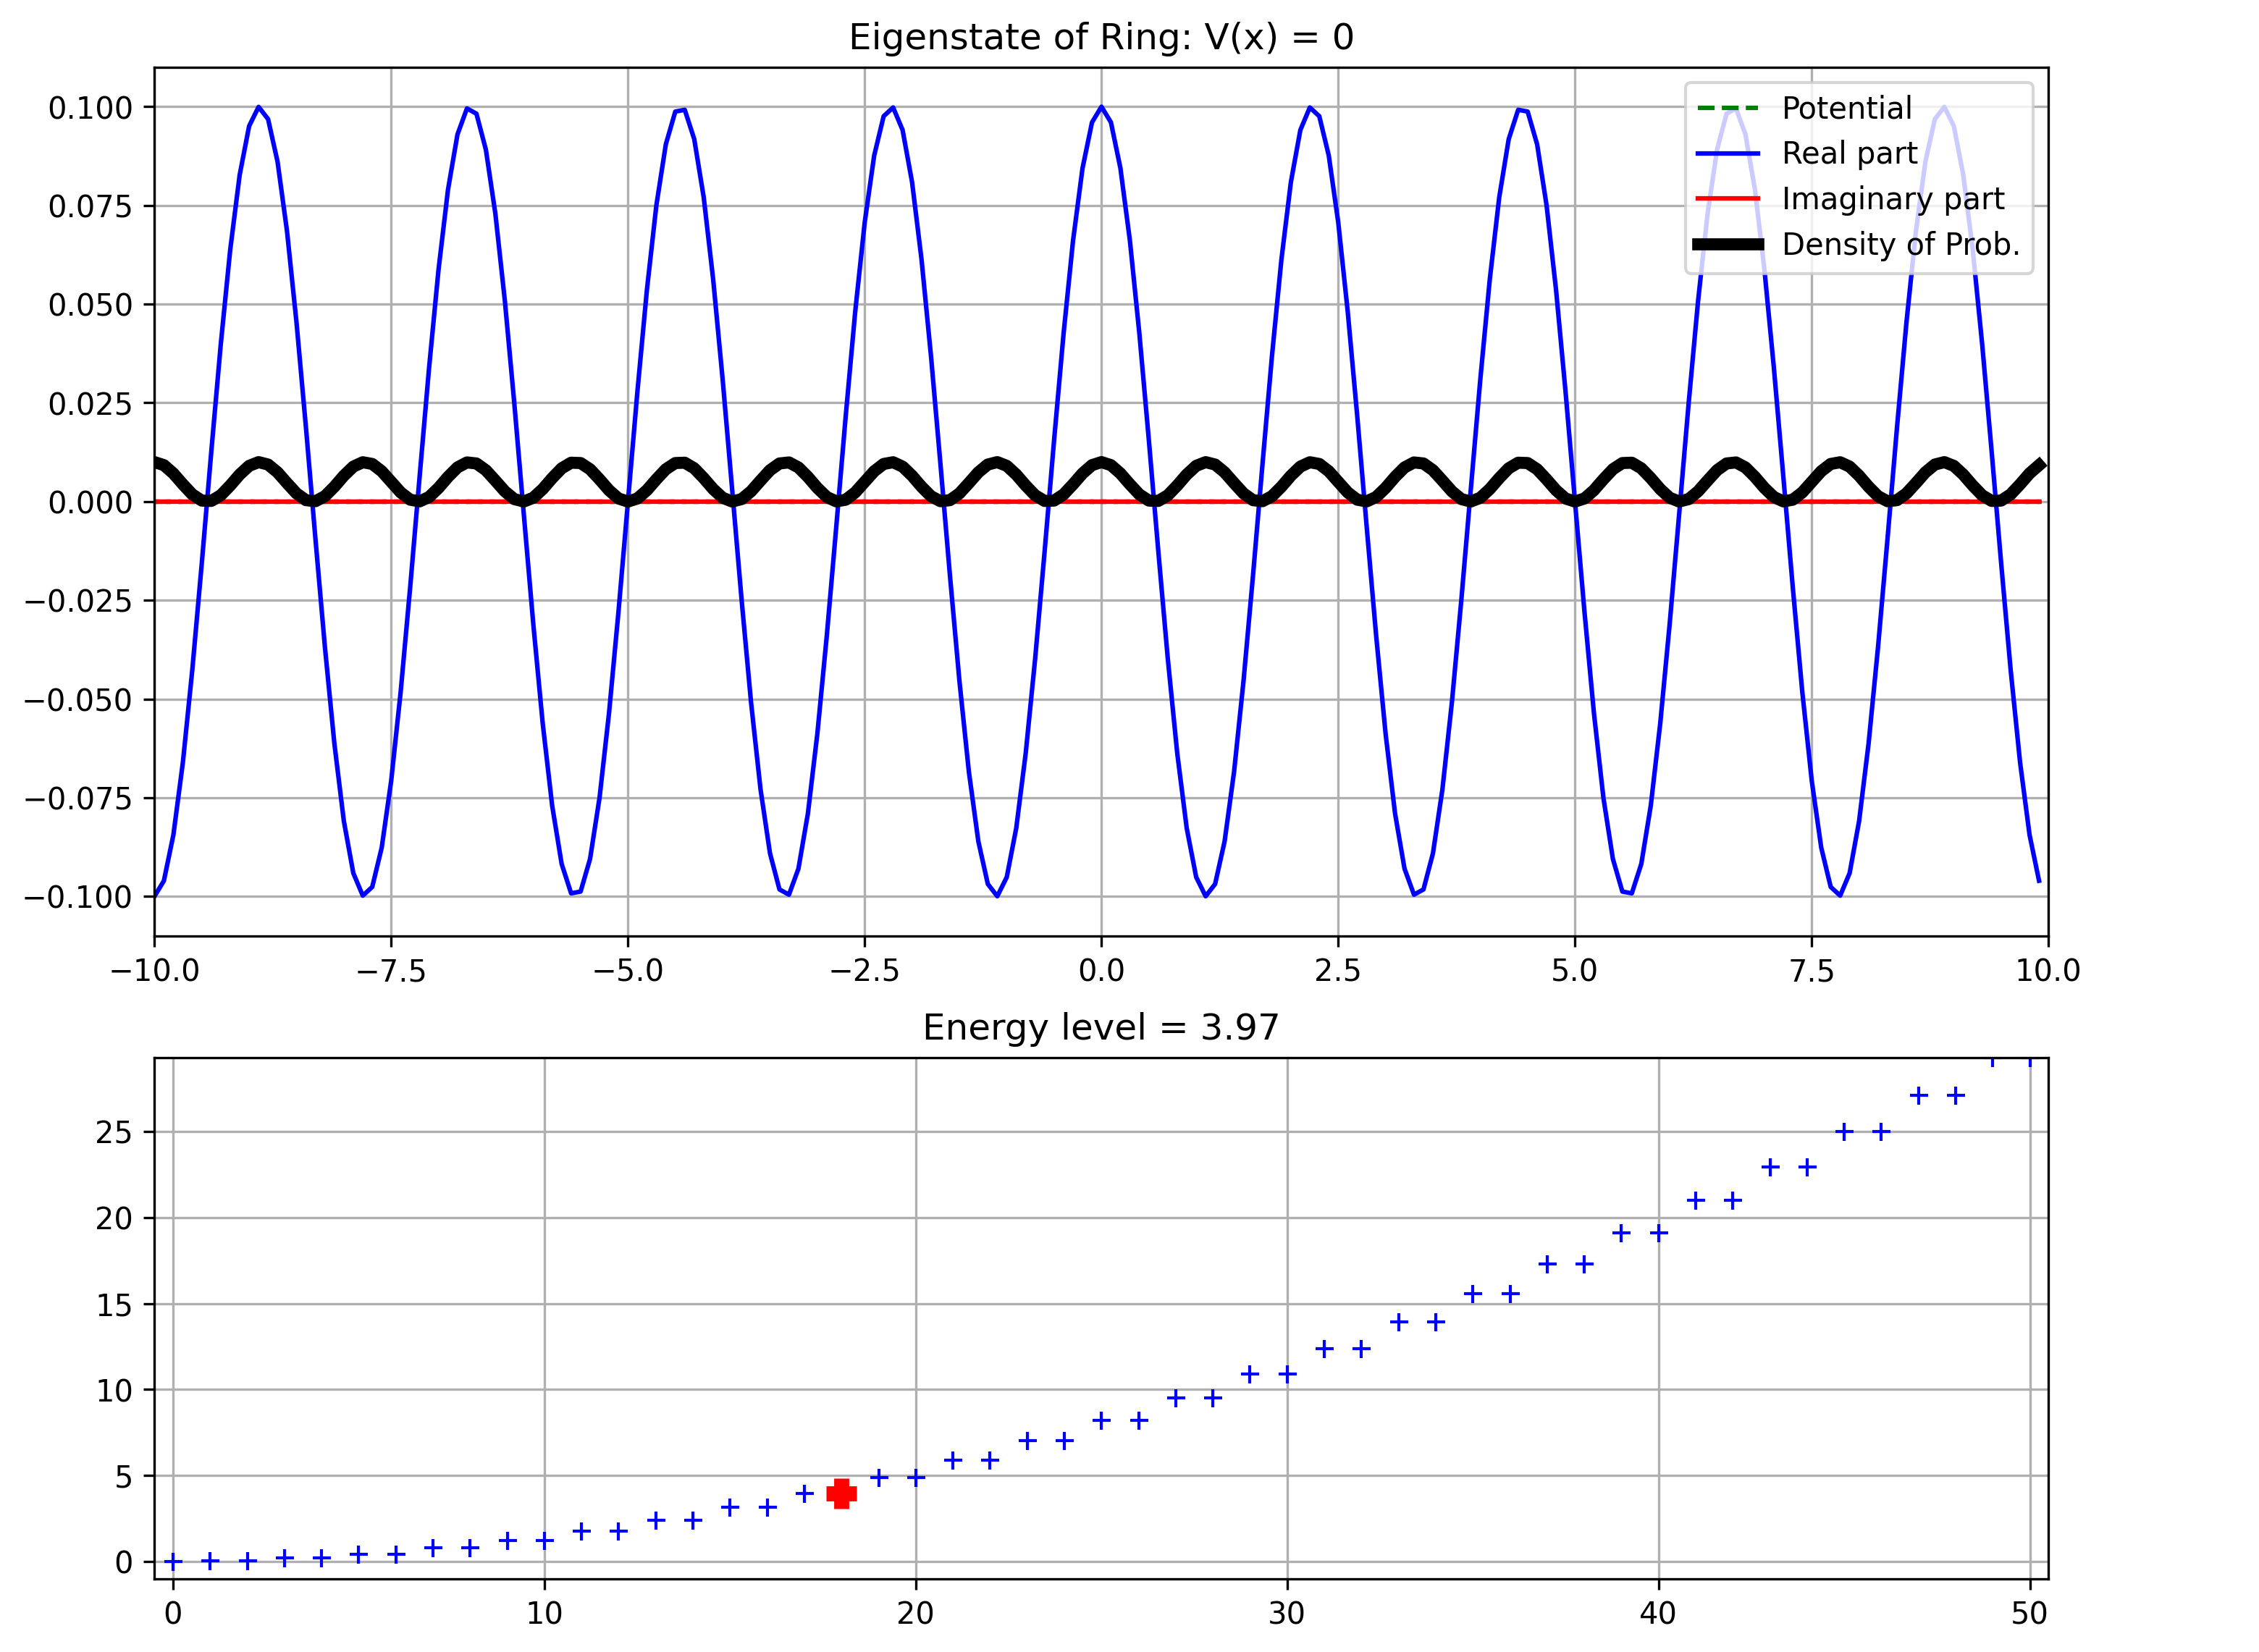 Eigenstate of Ring: V(x) = 0
0.100
0.075
0.050
0.025
0.000
−0.025
−0.050
−0.075
−0.100
Potential
Real part
Imaginary part
Density of Prob.
−10.0 −7.5 −5.0 −2.5 0.0 2.5 5.0 7.5 10.0
Energy level = 3.97
25
20
15
10
5
0
0 10 20 30 40 50